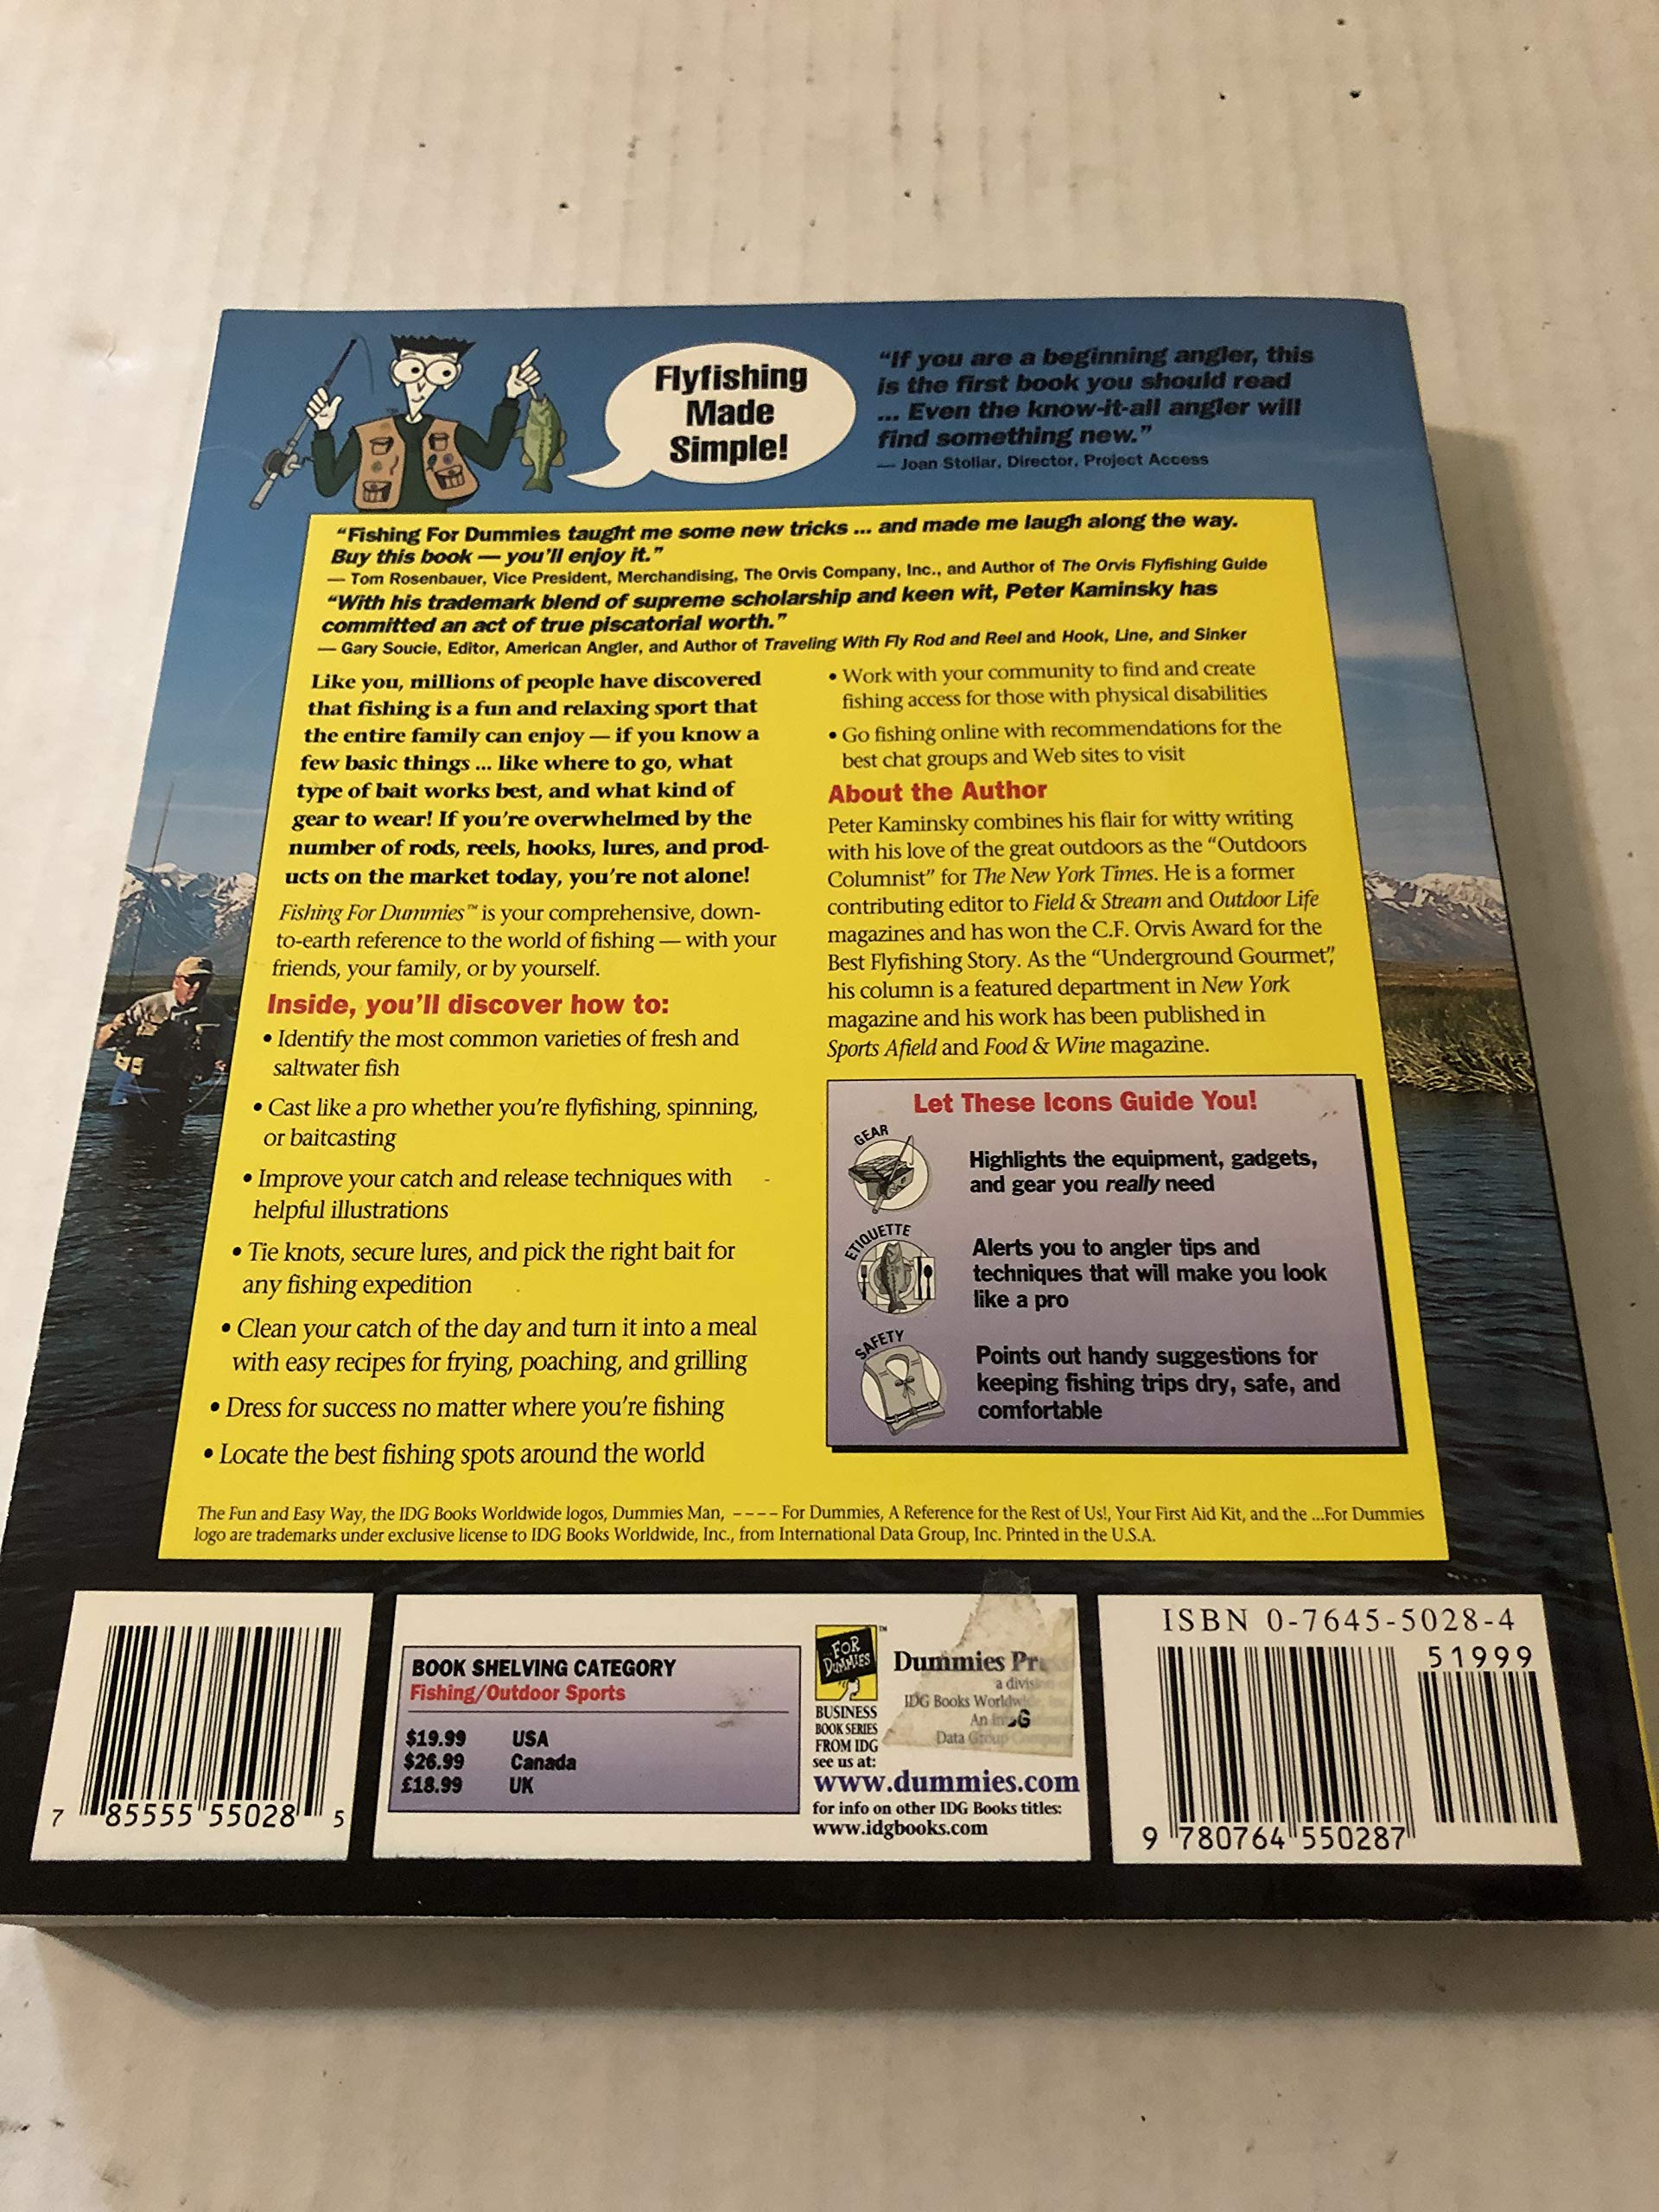 Flyfishing
Made
Simple!
“If you are a beginning angler, this
is the first book you should read
... Even the know-it-all angler will
find something new.”
— Joan Stollar, Director, Project Access
“Fishing For Dummies taught me some new tricks ... and made me laugh along the way.
Buy this book — you’ll enjoy it.”
— Tom Rosenbauer, Vice President, Merchandising, The Orvis Company, Inc., and Author of The Orvis Flyfishing Guide
“With his trademark blend of supreme scholarship and keen wit, Peter Kaminsky has
committed an act of true piscatorial worth.”
— Gary Soucie, Editor, American Angler, and Author of Traveling With Fly Rod and Reel and Hook, Line, and Sinker
Like you, millions of people have discovered
that fishing is a fun and relaxing sport that
the entire family can enjoy — if you know a
few basic things ... like where to go, what
type of bait works best, and what kind of
gear to wear! If you’re overwhelmed by the
number of rods, reels, hooks, lures, and prod-
ucts on the market today, you’re not alone!
Fishing For Dummies™ is your comprehensive, down-
to-earth reference to the world of fishing — with your
friends, your family, or by yourself.
Inside, you’ll discover how to:
• Identify the most common varieties of fresh and
saltwater fish
• Cast like a pro whether you’re flyfishing, spinning,
or baitcasting
• Improve your catch and release techniques with
helpful illustrations
• Tie knots, secure lures, and pick the right bait for
any fishing expedition
• Clean your catch of the day and turn it into a meal
with easy recipes for frying, poaching, and grilling
• Dress for success no matter where you’re fishing
• Locate the best fishing spots around the world
• Work with your community to find and create
fishing access for those with physical disabilities
• Go fishing online with recommendations for the
best chat groups and Web sites to visit
About the Author
Peter Kaminsky combines his flair for witty writing
with his love of the great outdoors as the “Outdoors
Columnist” for The New York Times. He is a former
contributing editor to Field & Stream and Outdoor Life
magazines and has won the C.F. Orvis Award for the
Best Flyfishing Story. As the “Underground Gourmet”,
his column is a featured department in New York
magazine and his work has been published in
Sports Afield and Food & Wine magazine.
Let These Icons Guide You!
GEAR
Highlights the equipment, gadgets,
and gear you really need
ETIQUETTE
Alerts you to angler tips and
techniques that will make you look
like a pro
SAFETY
Points out handy suggestions for
keeping fishing trips dry, safe, and
comfortable
The Fun and Easy Way, the IDG Books Worldwide logos, Dummies Man, ---- For Dummies, A Reference for the Rest of Us!, Your First Aid Kit, and the ...For Dummies
logo are trademarks under exclusive license to IDG Books Worldwide, Inc., from International Data Group, Inc. Printed in the U.S.A.
7 85555 55028 5
BOOK SHELVING CATEGORY
Fishing/Outdoor Sports
$19.99 USA
$26.99 Canada
£18.99 UK
FOR
DUMMIES
™
BUSINESS
BOOK SERIES
FROM IDG
see us at:
www.dummies.com
for info on other IDG Books titles:
www.idgbooks.com
Dummies
a
IDG Books
An
Data Group
ISBN 0-7645-5028-4
51999
9 780764 550287